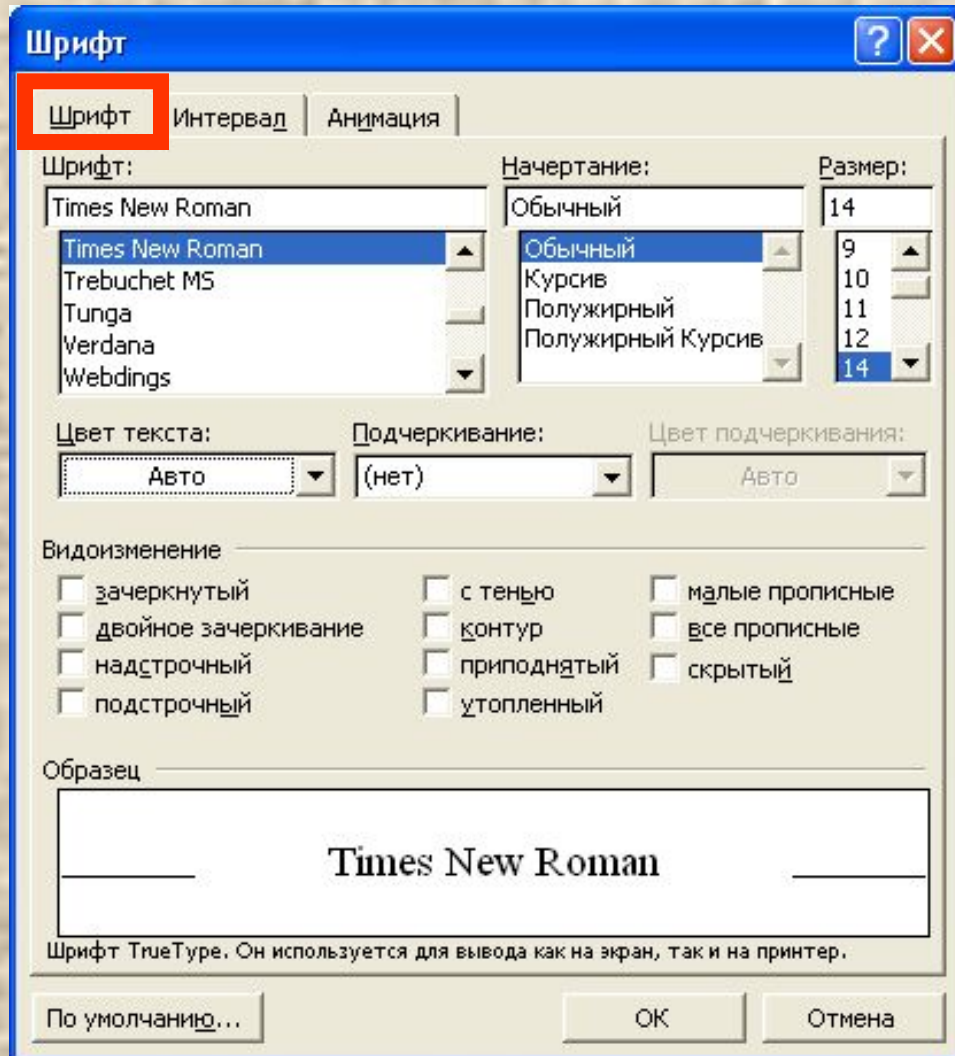 Шрифт
Шрифт Интервал Анимация
Шрифт: Начертание: Размер:
Times New Roman Обычный 14
Times New Roman Обычный 9
Trebuchet MS Курсив 10
Tunga Полужирный 11
Verdana Полужирный Курсив 12
Webdings 14
Цвет текста: Подчеркивание: Цвет подчеркивания:
Авто (нет) Авто
Видоизменение
зачеркнутый с тенью малые прописные
двойное зачеркивание контур все прописные
надстрочный приподнятый скрытый
подстрочный утопленный
Образец
Times New Roman
Шрифт TrueType. Он используется для вывода как на экран, так и на принтер.
По умолчанию... ОК Отмена